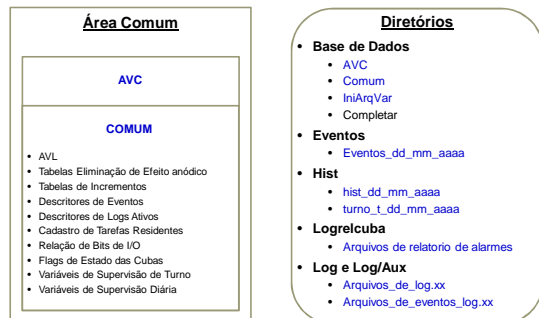 Área Comum
AVC
COMUM
• AVL
• Tabelas Eliminação de Efeito anódico
• Tabelas de Incrementos
• Descritores de Eventos
• Descritores de Logs Ativos
• Cadastro de Tarefas Residentes
• Relação de Bits de I/O
• Flags de Estado das Cubas
• Variáveis de Supervisão de Turno
• Variáveis de Supervisão Diária
Diretórios
• Base de Dados
• AVC
• Comum
• IniArqVar
• Completar
• Eventos
• Eventos_dd_mm_aaaa
• Hist
• hist_dd_mm_aaaa
• turno_t_dd_mm_aaaa
• Logrelcuba
• Arquivos de relatorio de alarmes
• Log e Log/Aux
• Arquivos_de_log.xx
• Arquivos_de_eventos_log.xx